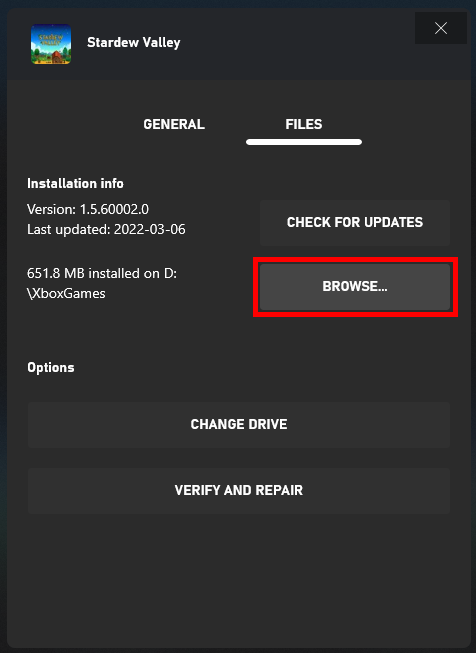 Stardew Valley
GENERAL
FILES
Installation info
Version: 1.5.60002.0
Last updated: 2022-03-06
CHECK FOR UPDATES
651.8 MB installed on D:
\XboxGames
BROWSE...
Options
CHANGE DRIVE
VERIFY AND REPAIR